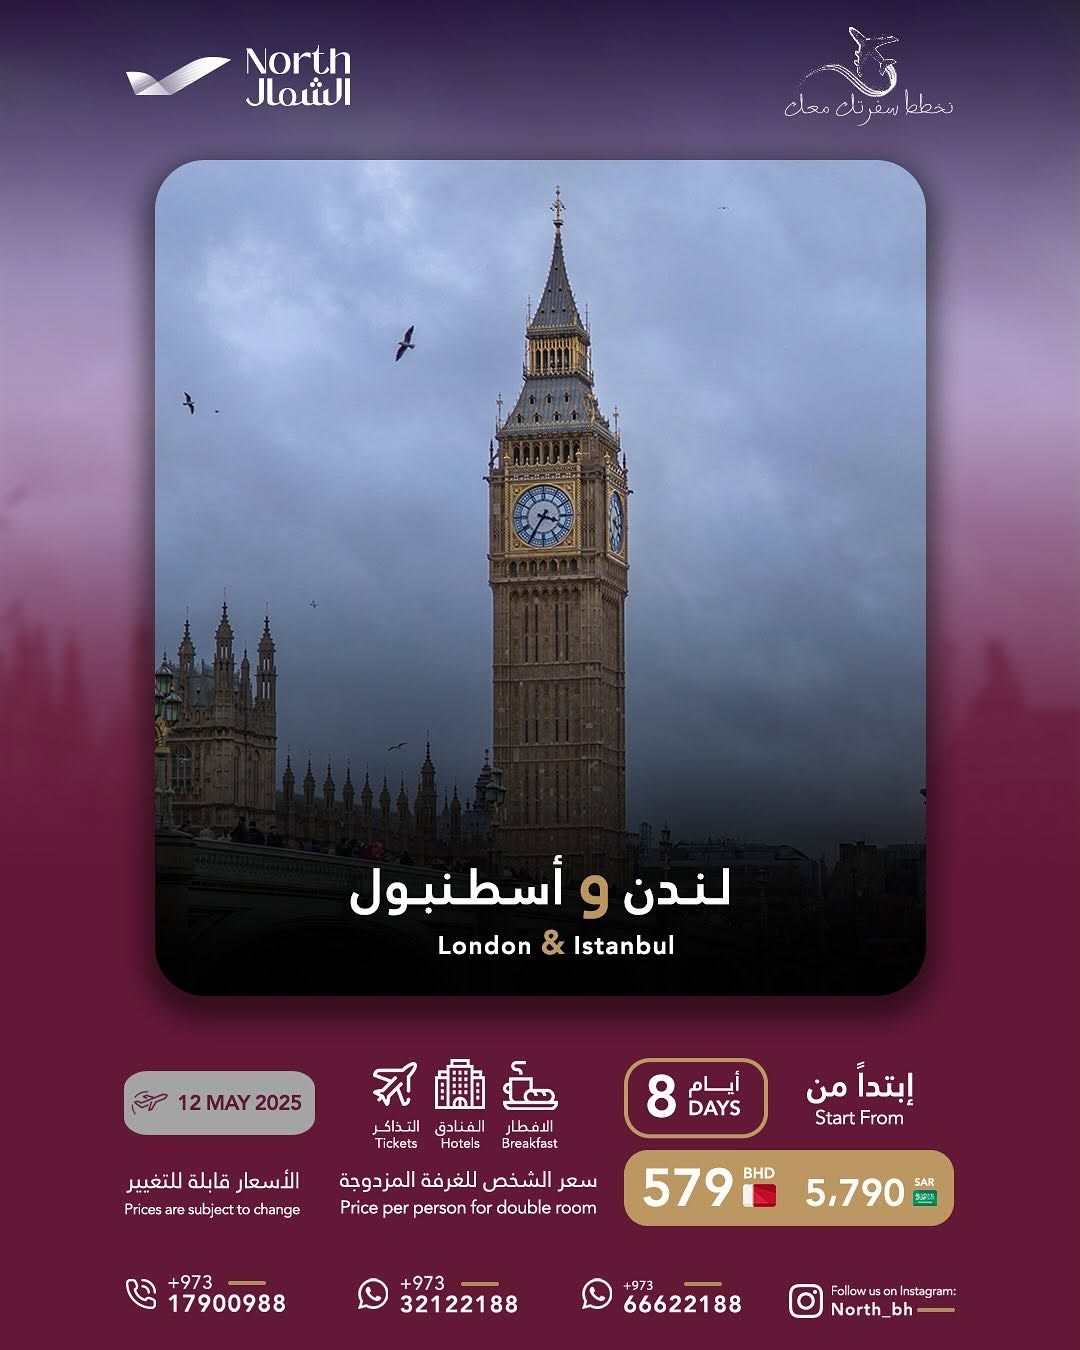 North
الشمال
نخطط سفرتك معك
لندن و أسطنبول
London & Istanbul
12 MAY 2025
التذاكر
Tickets
الفنادق
Hotels
الافطار
Breakfast
8 أيام
DAYS
إبتدأً من
Start From
الأسعار قابلة للتغيير
Prices are subject to change
سعر الشخص للغرفة المزدوجة
Price per person for double room
579 BHD
5,790 SAR
+973
17900988
+973
32122188
+973
66622188
Follow us on Instagram:
North_bh